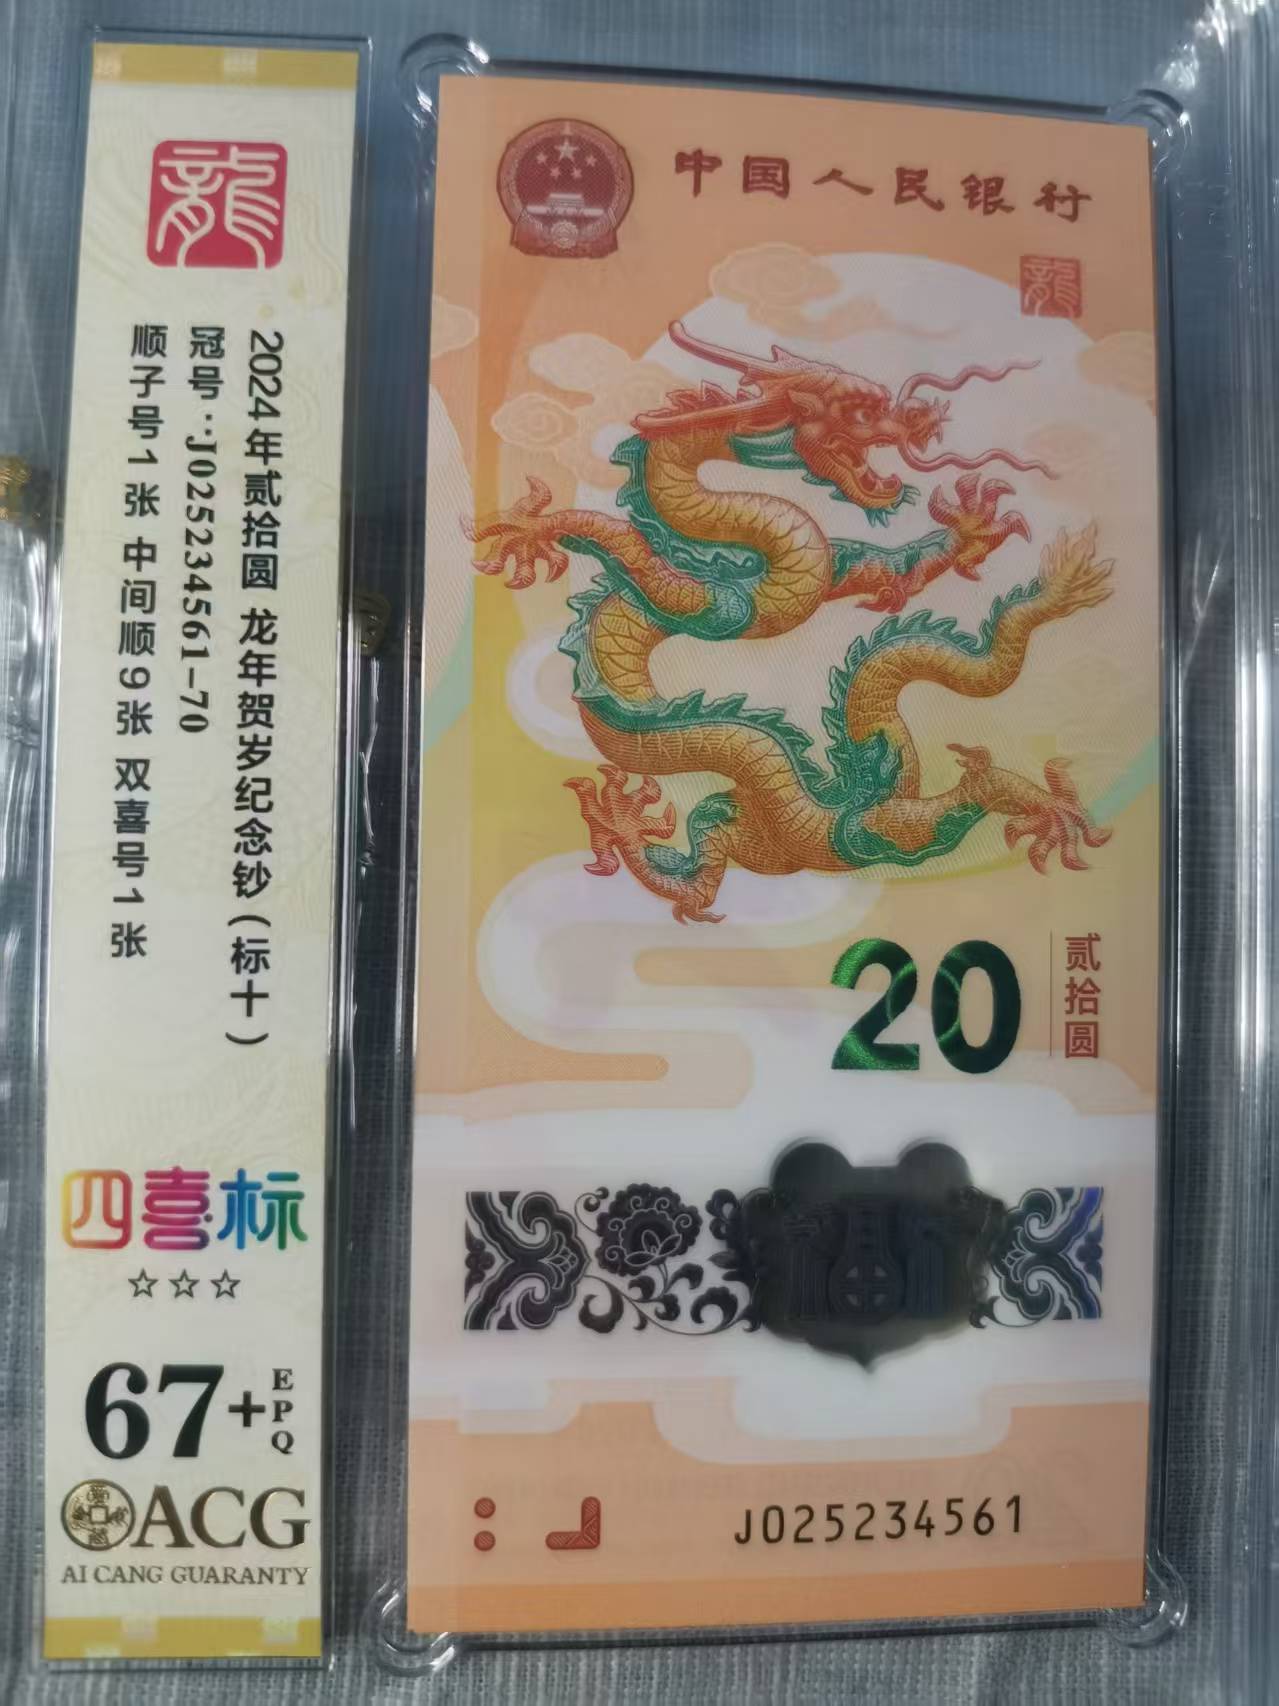 龍
2024年贰拾圆 龙年贺岁纪念钞（标十）
冠号：J025234561-70
顺子号1张 中间顺9张 双喜号1张
四喜标
☆☆☆
67+EPQ
ACG
AI CANG GUARANTY
中国人民银行
龍
20
贰拾圆
J025234561